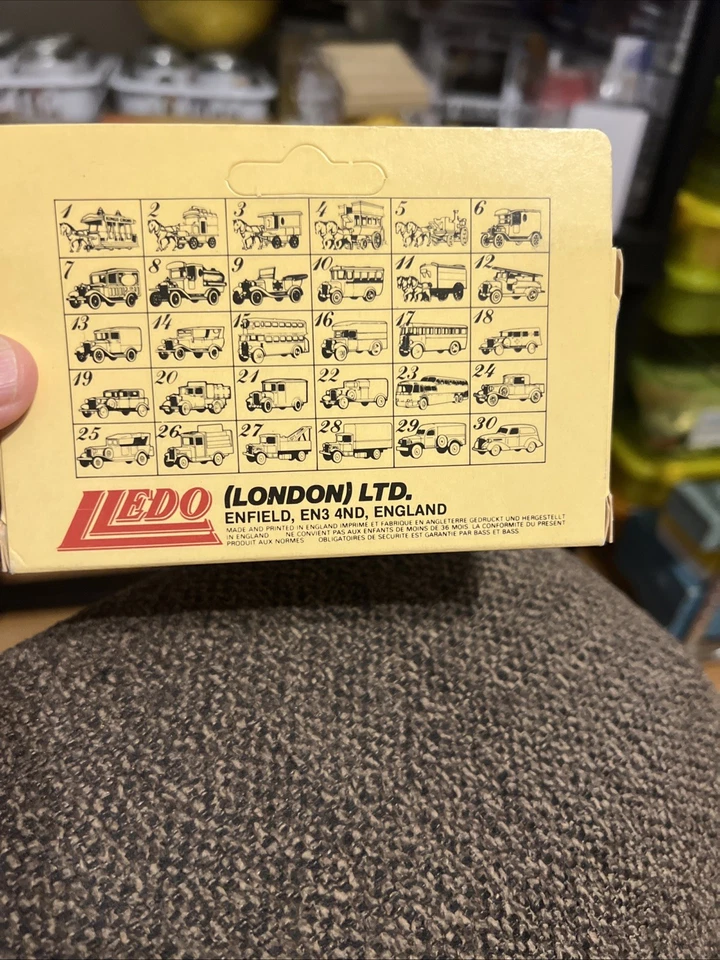 1 2 3 4 5 6
7 8 9 10 11 12
13 14 15 16 17 18
19 20 21 22 23 24
25 26 27 28 29 30
LLEDO (LONDON) LTD.
ENFIELD, EN3 4ND, ENGLAND
MADE AND PRINTED IN ENGLAND IMPRIME ET FABRIQUE EN ANGLETERRE GEDRUCKT UND HERGESTELLT
IN ENGLAND NE CONVIENT PAS AUX ENFANTS DE MOINS DE 36 MOIS. LA CONFORMITE DU PRESENT
PRODUIT AUX NORMES OBLIGATOIRES DE SECURITE EST GARANTIE PAR BASS ET BASS.